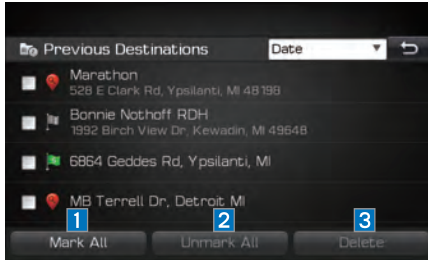 Previous Destinations
Date
Marathon
528 E Clark Rd, Ypsilanti, MI 48198
Bonnie Nothoff RDH
1992 Birch View Dr, Kewadin, MI 49648
6864 Geddes Rd, Ypsilanti, MI
MB Terrell Dr, Detroit MI
1 2 3
Mark All Unmark All Delete